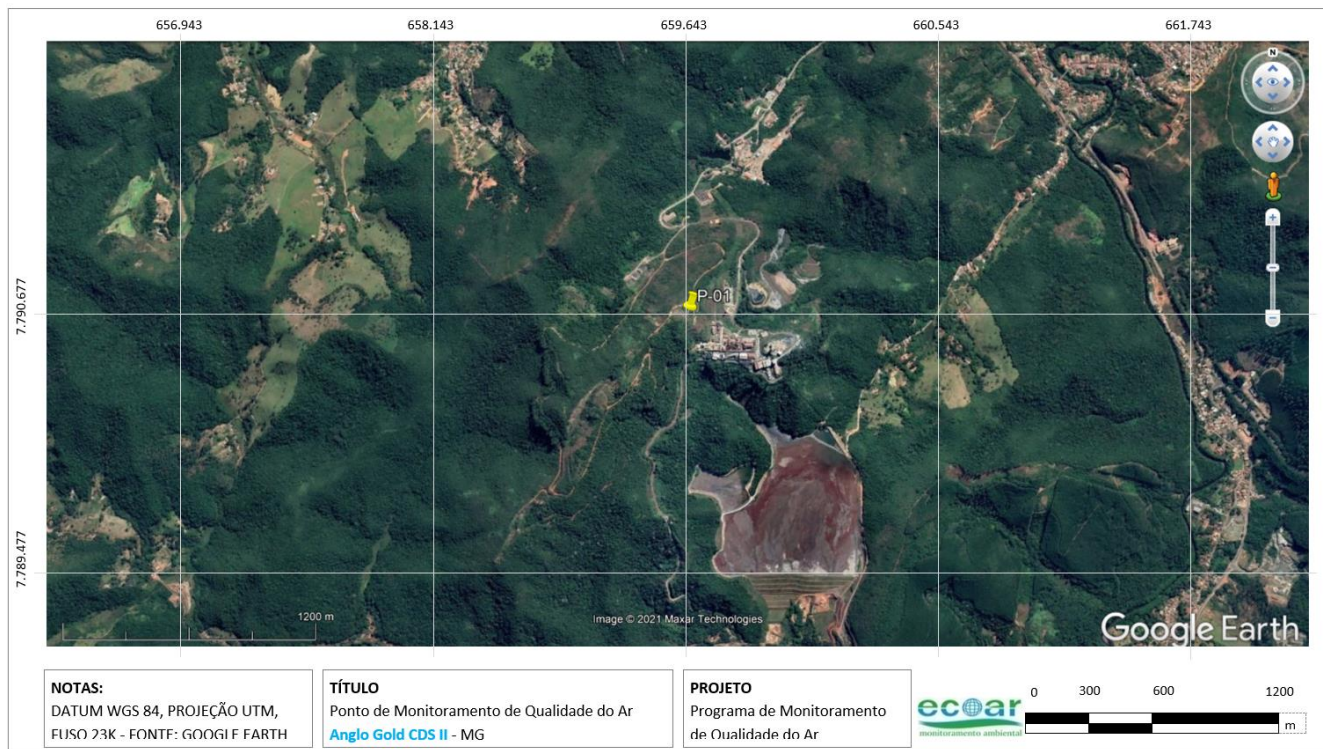 656.943 658.143 659.643 660.543 661.743
N
P-01
7.790.677
7.789.477
1200 m
Image © 2021 Maxar Technologies
Google Earth
NOTAS:
DATUM WGS 84, PROJEÇÃO UTM,
FUSO 23K - FONTE: GOOGLE EARTH
TÍTULO
Ponto de Monitoramento de Qualidade do Ar
Anglo Gold CDS II - MG
PROJETO
Programa de Monitoramento
de Qualidade do Ar
ecoar
monitoramento ambiental
0 300 600 1200
m